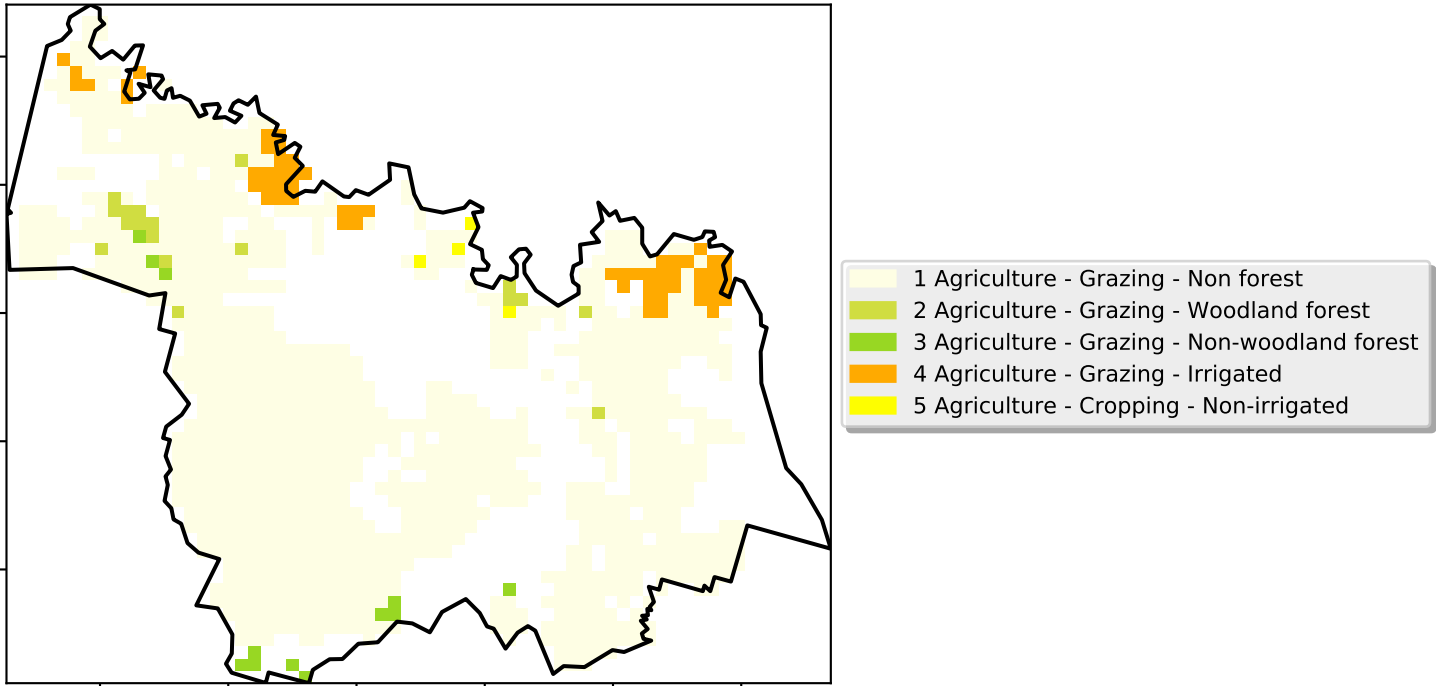 1 Agriculture - Grazing - Non forest
2 Agriculture - Grazing - Woodland forest
3 Agriculture - Grazing - Non-woodland forest
4 Agriculture - Grazing - Irrigated
5 Agriculture - Cropping - Non-irrigated